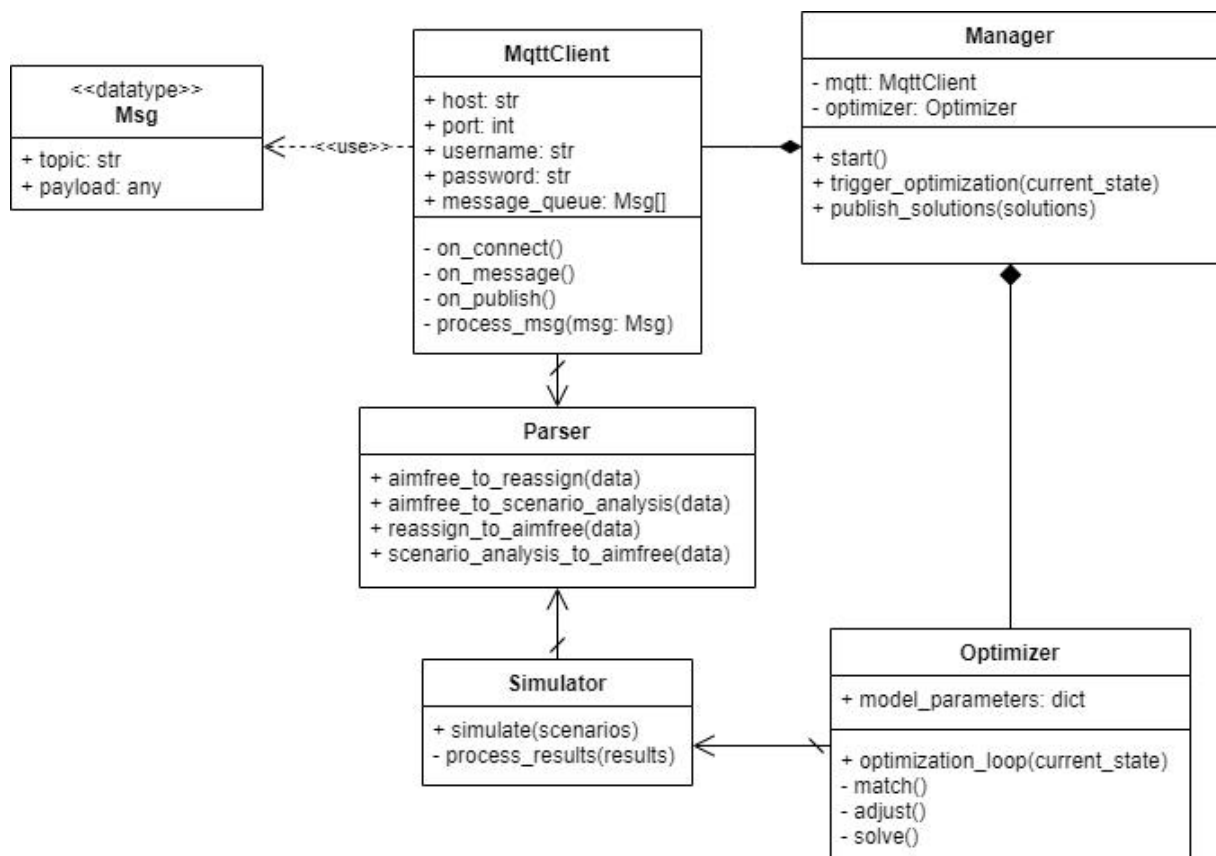 <<datatype>>
Msg
+ topic: str
+ payload: any
<<use>>
MqttClient
+ host: str
+ port: int
+ username: str
+ password: str
+ message_queue: Msg[]
- on_connect()
- on_message()
- on_publish()
- process_msg(msg: Msg)
Manager
- mqtt: MqttClient
- optimizer: Optimizer
+ start()
+ trigger_optimization(current_state)
+ publish_solutions(solutions)
Parser
+ aimfree_to_reassign(data)
+ aimfree_to_scenario_analysis(data)
+ reassign_to_aimfree(data)
+ scenario_analysis_to_aimfree(data)
Simulator
+ simulate(scenarios)
- process_results(results)
Optimizer
+ model_parameters: dict
+ optimization_loop(current_state)
- match()
- adjust()
- solve()